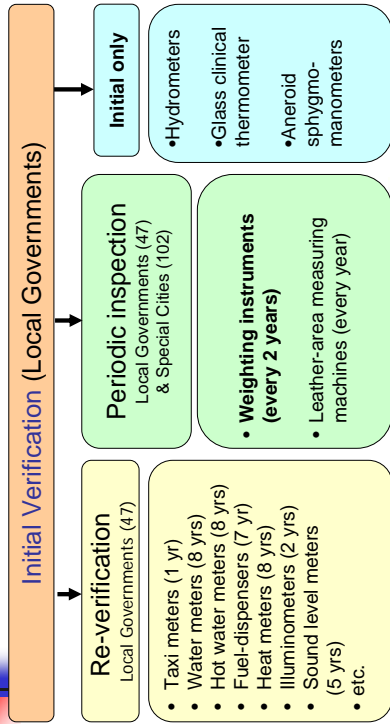 Initial Verification (Local Governments)
Re-verification
Local Governments (47)
• Taxi meters (1 yr)
• Water meters (8 yrs)
• Hot water meters (8 yrs)
• Fuel-dispensers (7 yr)
• Heat meters (8 yrs)
• Illuminometers (2 yrs)
• Sound level meters
(5 yrs)
• etc.
Periodic inspection
Local Governments (47)
& Special Cities (102)
• Weighting instruments
(every 2 years)
• Leather-area measuring
machines (every year)
Initial only
•Hydrometers
•Glass clinical
thermometer
•Aneroid
sphygmo-
manometers